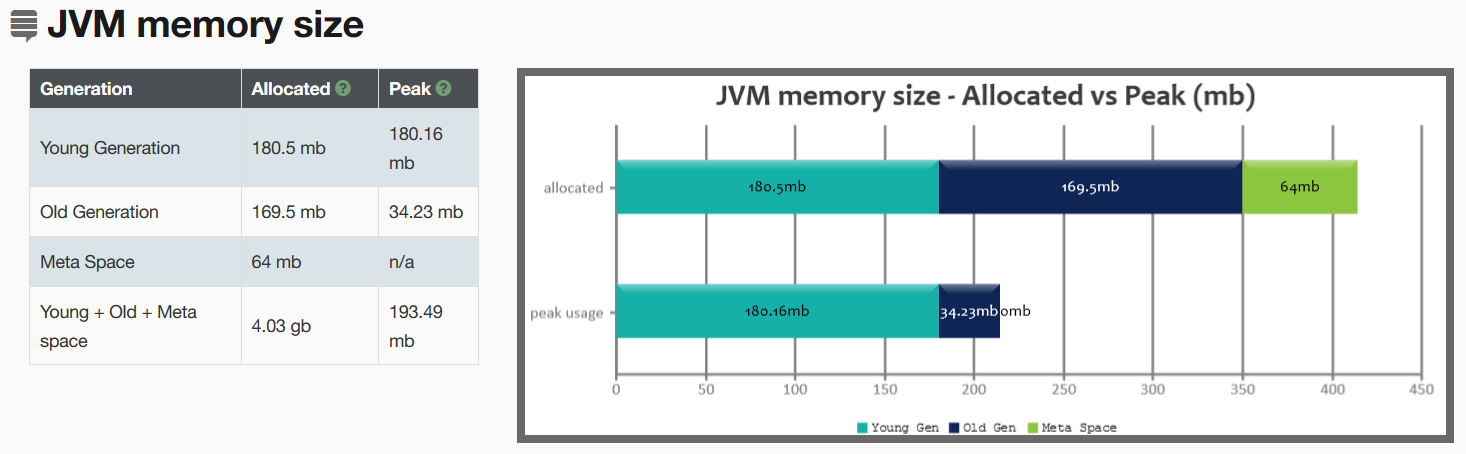 JVM memory size
Generation Allocated ? Peak ?
Young Generation 180.5 mb 180.16 mb
Old Generation 169.5 mb 34.23 mb
Meta Space 64 mb n/a
Young + Old + Meta space 4.03 gb 193.49 mb
JVM memory size - Allocated vs Peak (mb)
allocated 180.5mb 169.5mb 64mb
peak usage 180.16mb 34.23mb 0mb
0 50 100 150 200 250 300 350 400 450
Young Gen Old Gen Meta Space